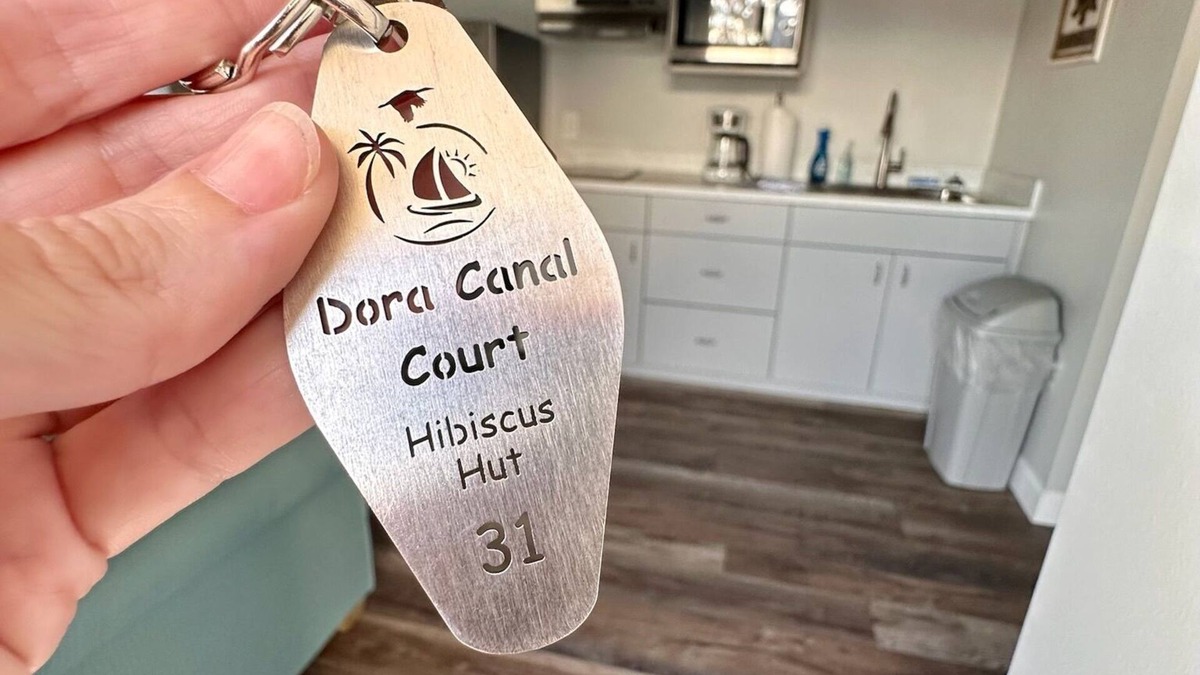 Dora Canal
Court
Hibiscus
Hut
31